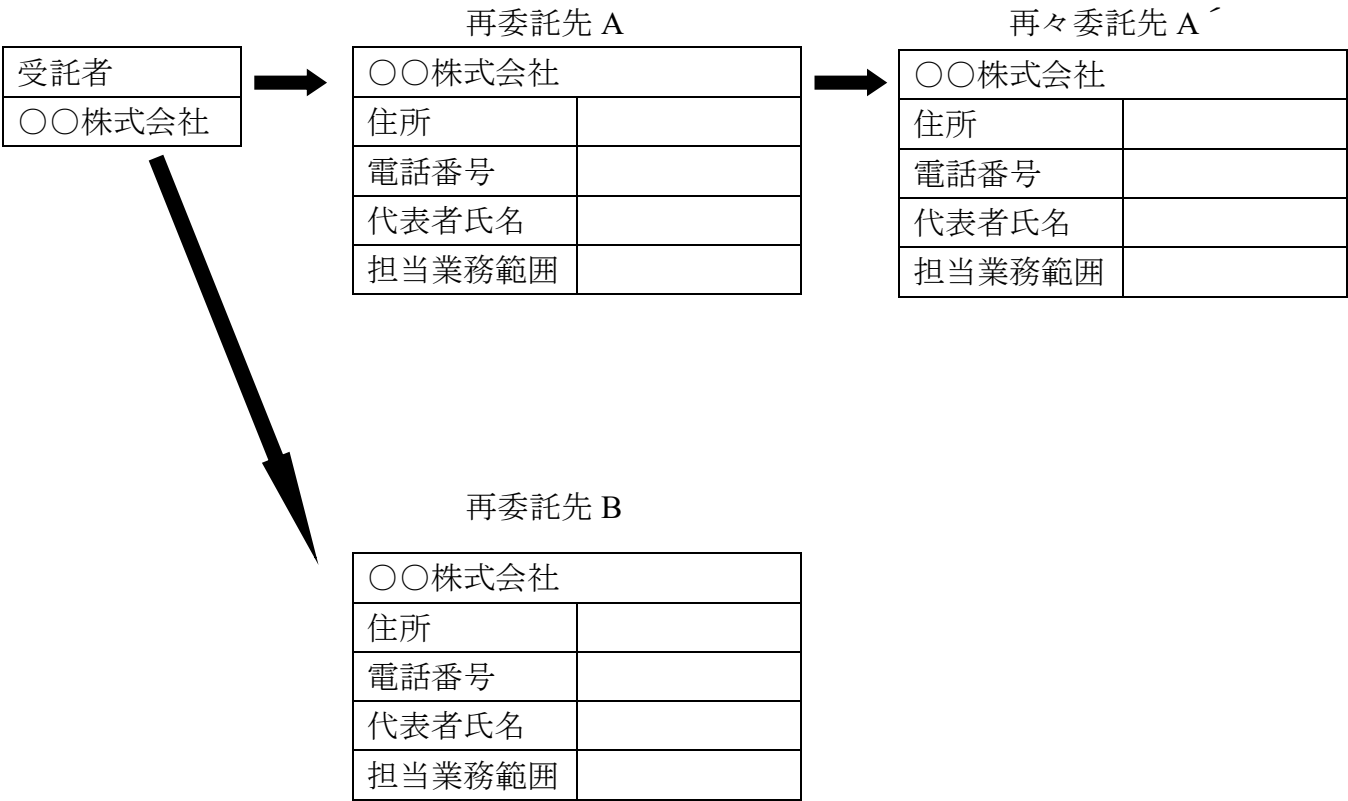 再委託先 A
再々委託先 A´
受託者
○○株式会社
○○株式会社
住所
電話番号
代表者氏名
担当業務範囲
○○株式会社
住所
電話番号
代表者氏名
担当業務範囲
再委託先 B
○○株式会社
住所
電話番号
代表者氏名
担当業務範囲